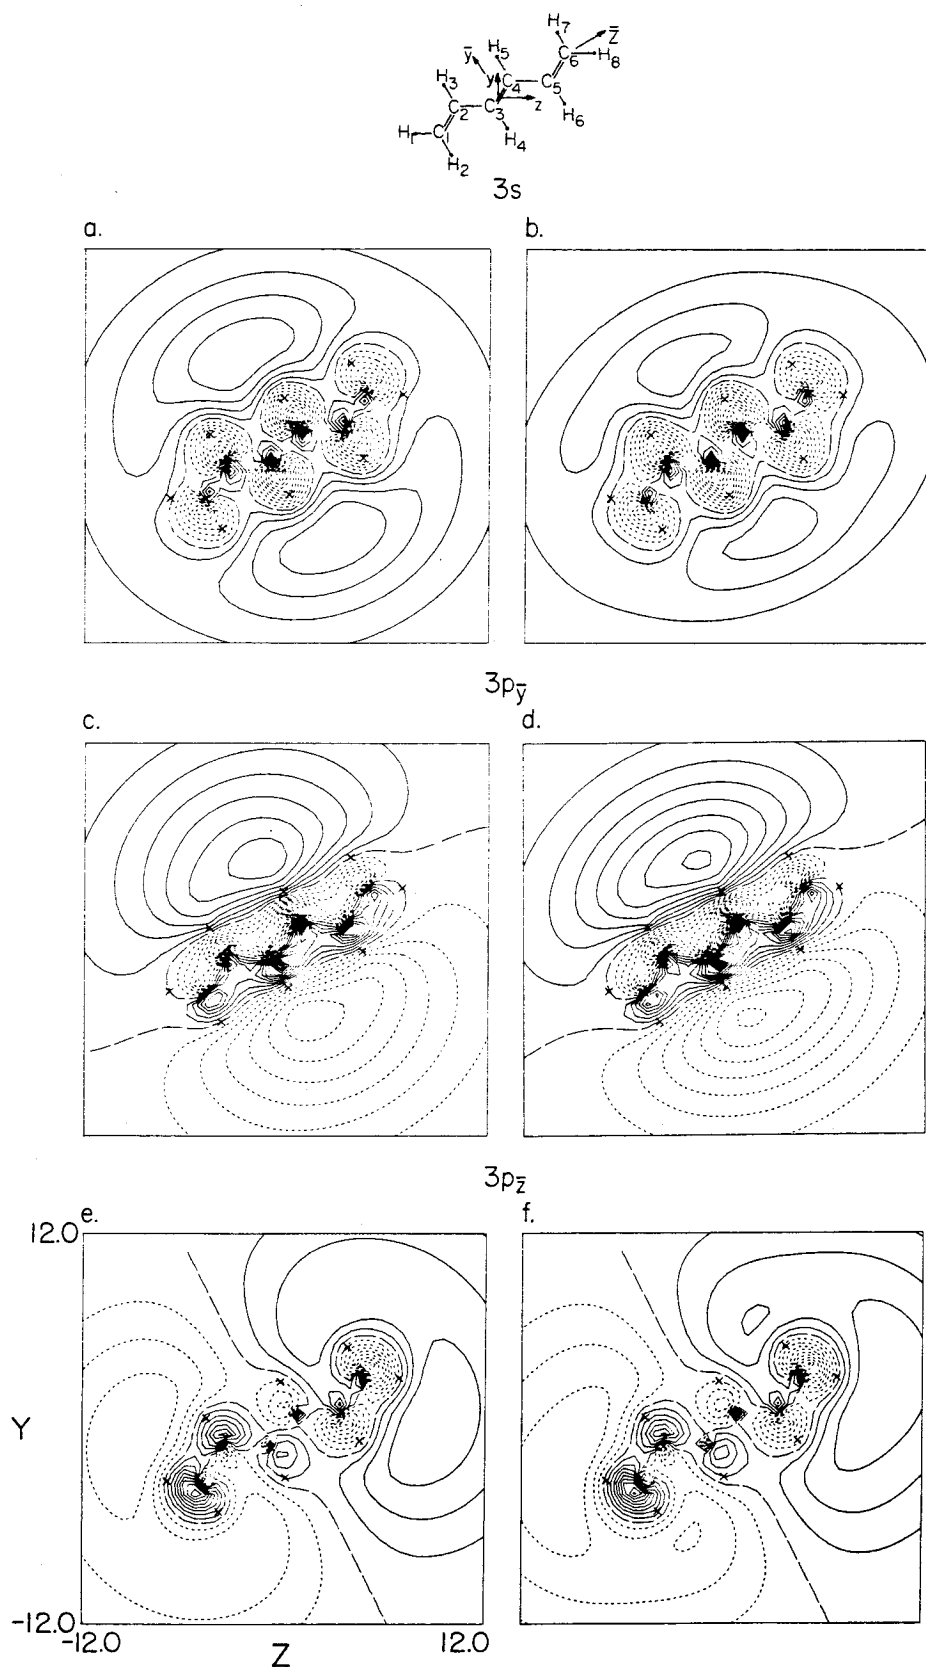 H₇
z̄
H₅
C₆
H₈
ȳ
y
C₄
C₅
H₃
C₂
C₃
z
H₆
H₁
C₁
H₄
H₂
3s
a.
b.
3pȳ
c.
d.
3pz̄
e.
f.
12.0
Y
-12.0
-12.0
12.0
Z